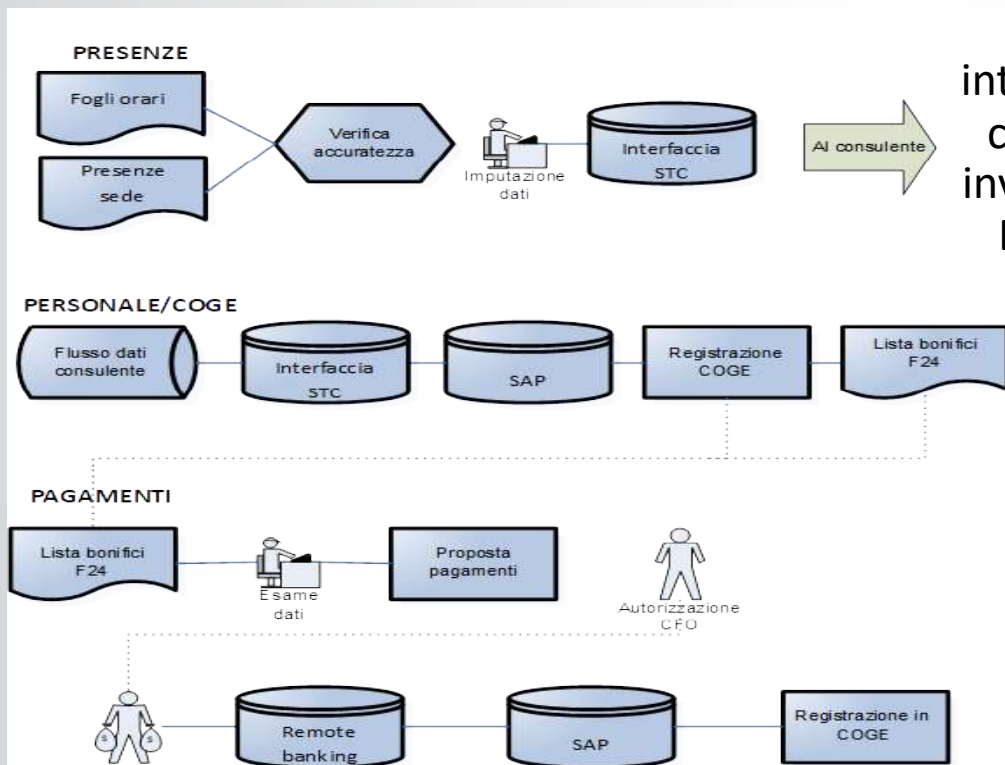 PRESENZE
Fogli orari
Presenze
sede
Verifica
accuratezza
Imputazione
dati
Interfaccia
STC
Al consulente
PERSONALE/COGE
Flusso dati
consulente
Interfaccia
STC
SAP
Registrazione
COGE
Lista bonifici
F24
PAGAMENTI
Lista bonifici
F24
Esame
dati
Proposta
pagamenti
Autorizzazione
CFO
$ $
Remote
banking
SAP
Registrazione in
COGE